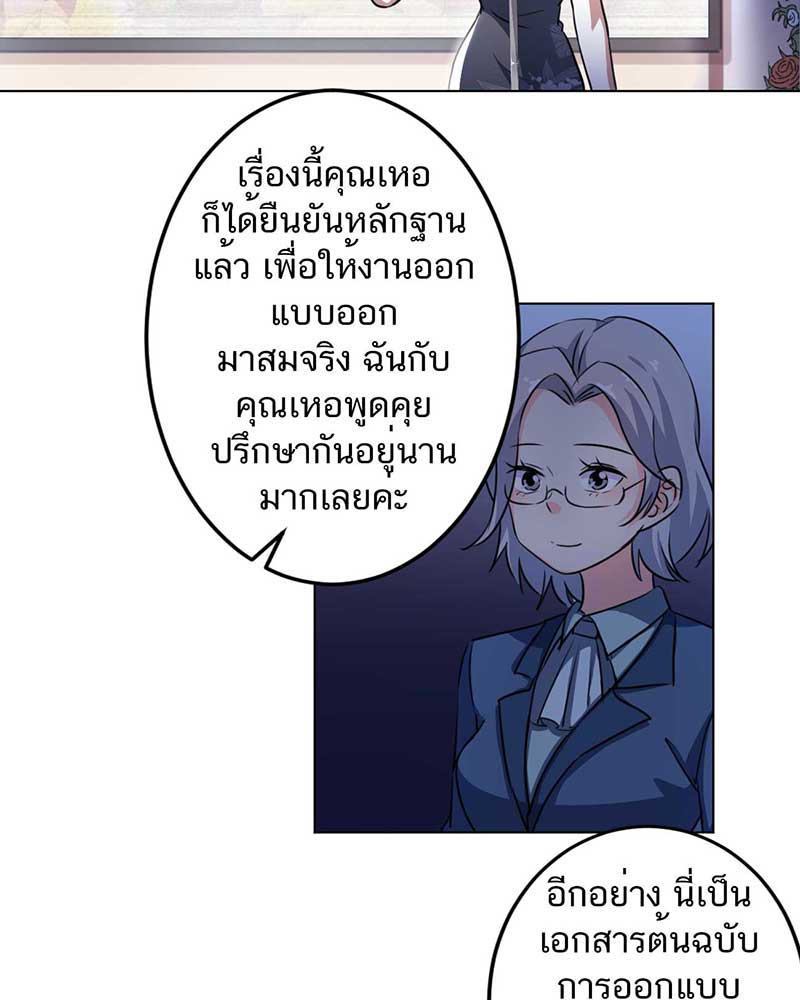 เรื่องนี้คุณเหอ
ก็ได้ยืนยันหลักฐาน
แล้ว เพื่อให้งานออก
แบบออก
มาสมจริง ฉันกับ
คุณเหอพูดคุย
ปรึกษากันอยู่นาน
มากเลยคะ
อีกอย่าง นี่เป็น
เอกสารต้นฉบับ
การออกแบบ